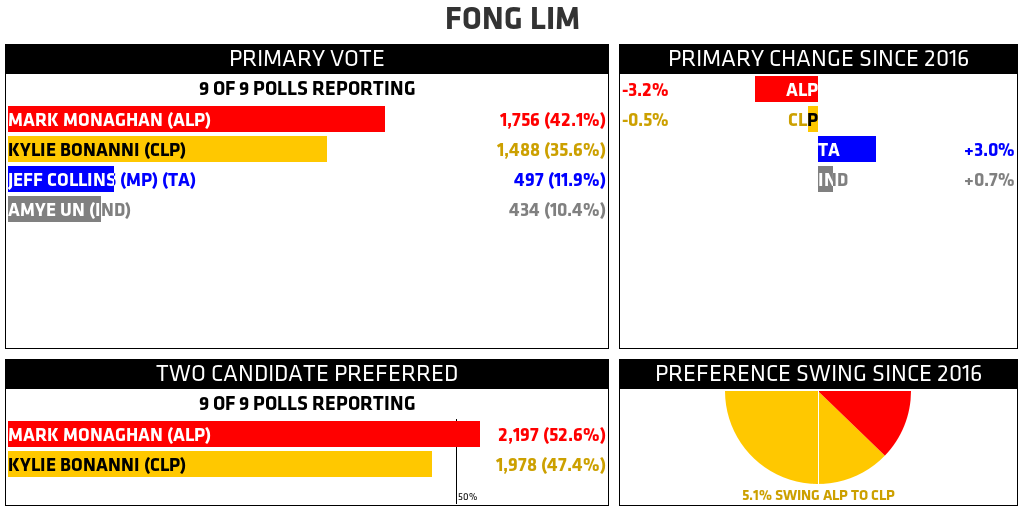 FONG LIM
PRIMARY VOTE
9 OF 9 POLLS REPORTING
MARK MONAGHAN (ALP) 1,756 (42.1%)
KYLIE BONANNI (CLP) 1,488 (35.6%)
JEFF COLLINS (MP) (TA) 497 (11.9%)
AMYE UN (IND) 434 (10.4%)
PRIMARY CHANGE SINCE 2016
-3.2% ALP
-0.5% CLP
TA +3.0%
IND +0.7%
TWO CANDIDATE PREFERRED
9 OF 9 POLLS REPORTING
MARK MONAGHAN (ALP) 2,197 (52.6%)
KYLIE BONANNI (CLP) 1,978 (47.4%)
50%
PREFERENCE SWING SINCE 2016
5.1% SWING ALP TO CLP